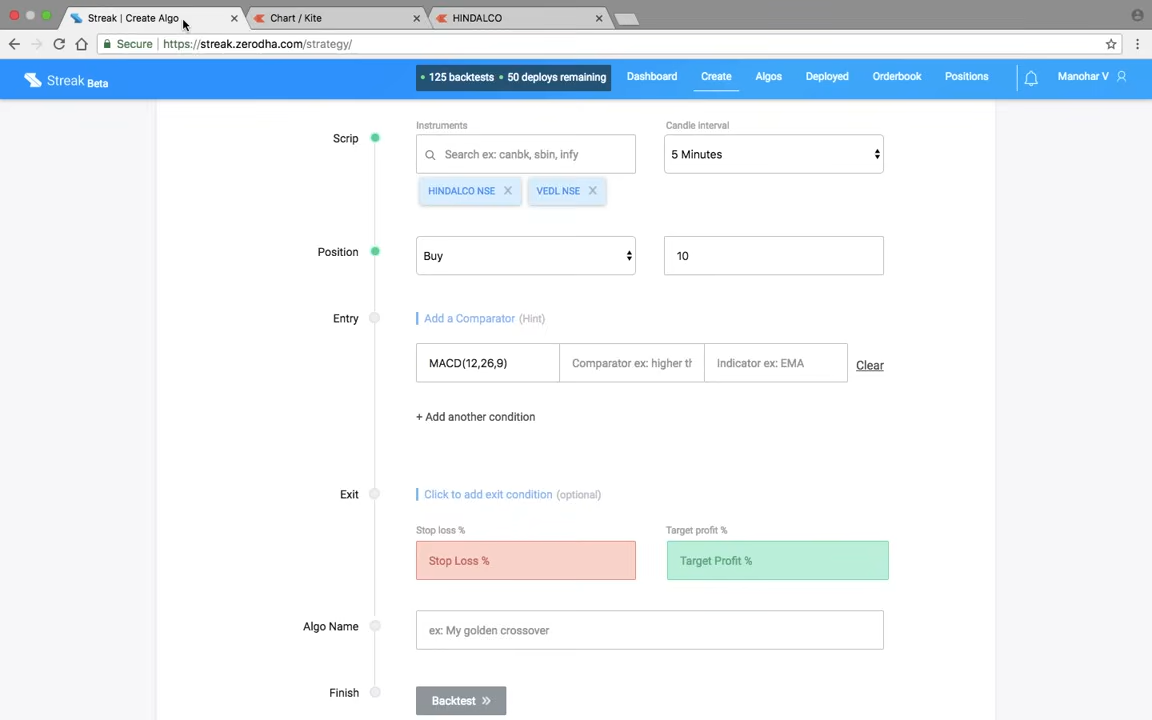 Streak | Create Algo
Chart / Kite
HINDALCO
Secure | https://streak.zerodha.com/strategy/
Streak Beta
125 backtests • 50 deploys remaining
Dashboard
Create
Algos
Deployed
Orderbook
Positions
Manohar V
Scrip
Instruments
Candle interval
Search ex: canbk, sbin, infy
5 Minutes
HINDALCO NSE
VEDL NSE
Position
Buy
10
Entry
Add a Comparator (Hint)
MACD(12,26,9)
Comparator ex: higher th
Indicator ex: EMA
Clear
+ Add another condition
Exit
Click to add exit condition (optional)
Stop loss %
Target profit %
Stop Loss %
Target Profit %
Algo Name
ex: My golden crossover
Finish
Backtest